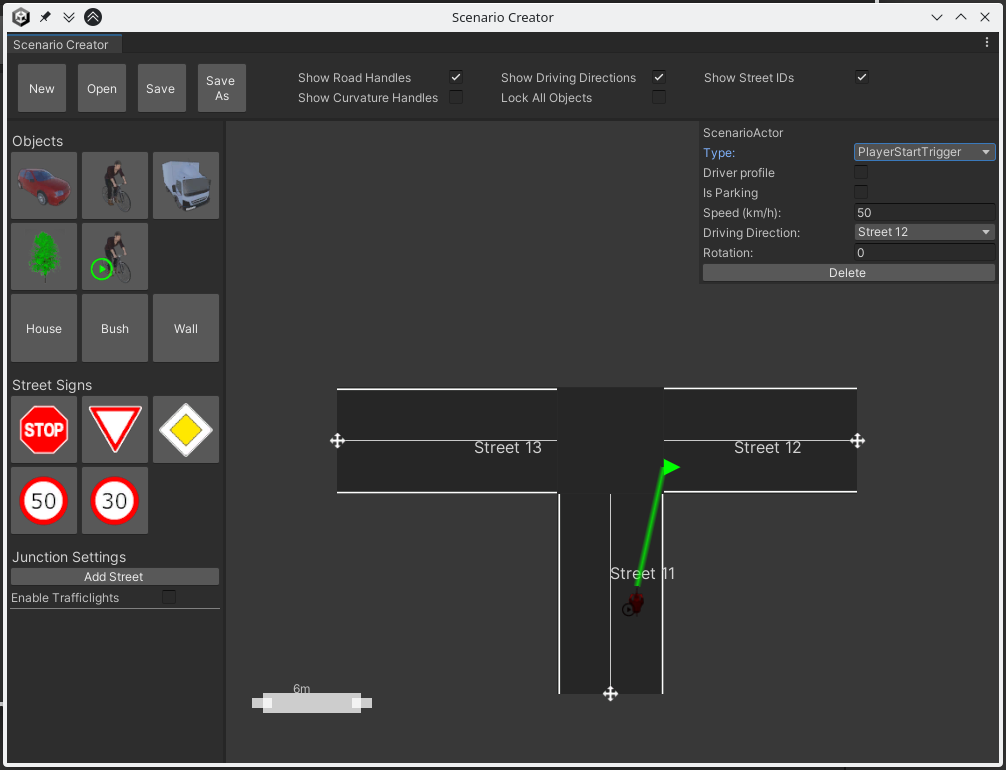 Scenario Creator
Scenario Creator
New
Open
Save
Save As
Show Road Handles
Show Driving Directions
Show Street IDs
Show Curvature Handles
Lock All Objects
Objects
House
Bush
Wall
Street Signs
STOP
50
30
Junction Settings
Add Street
Enable Trafficlights
ScenarioActor
Type: PlayerStartTrigger
Driver profile
Is Parking
Speed (km/h): 50
Driving Direction: Street 12
Rotation: 0
Delete
Street 13
Street 12
Street 11
6m